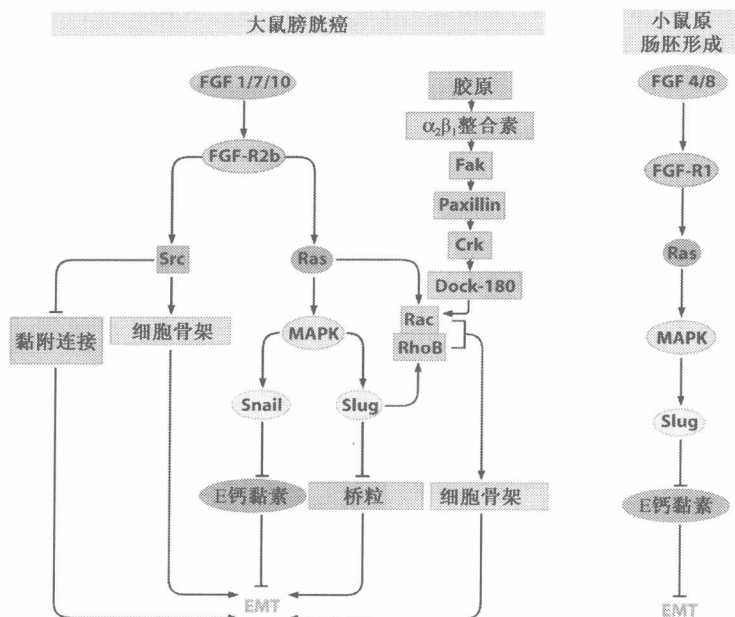 大鼠膀胱癌
小鼠原
肠胚形成
FGF 1/7/10
FGF-R2b
Src
Ras
黏附连接
细胞骨架
MAPK
Snail
Slug
E钙黏素
桥粒
胶原
α₂β₁整合素
Fak
Paxillin
Crk
Dock-180
Rac
RhoB
细胞骨架
EMT
FGF 4/8
FGF-R1
Ras
MAPK
Slug
E钙黏素
EMT